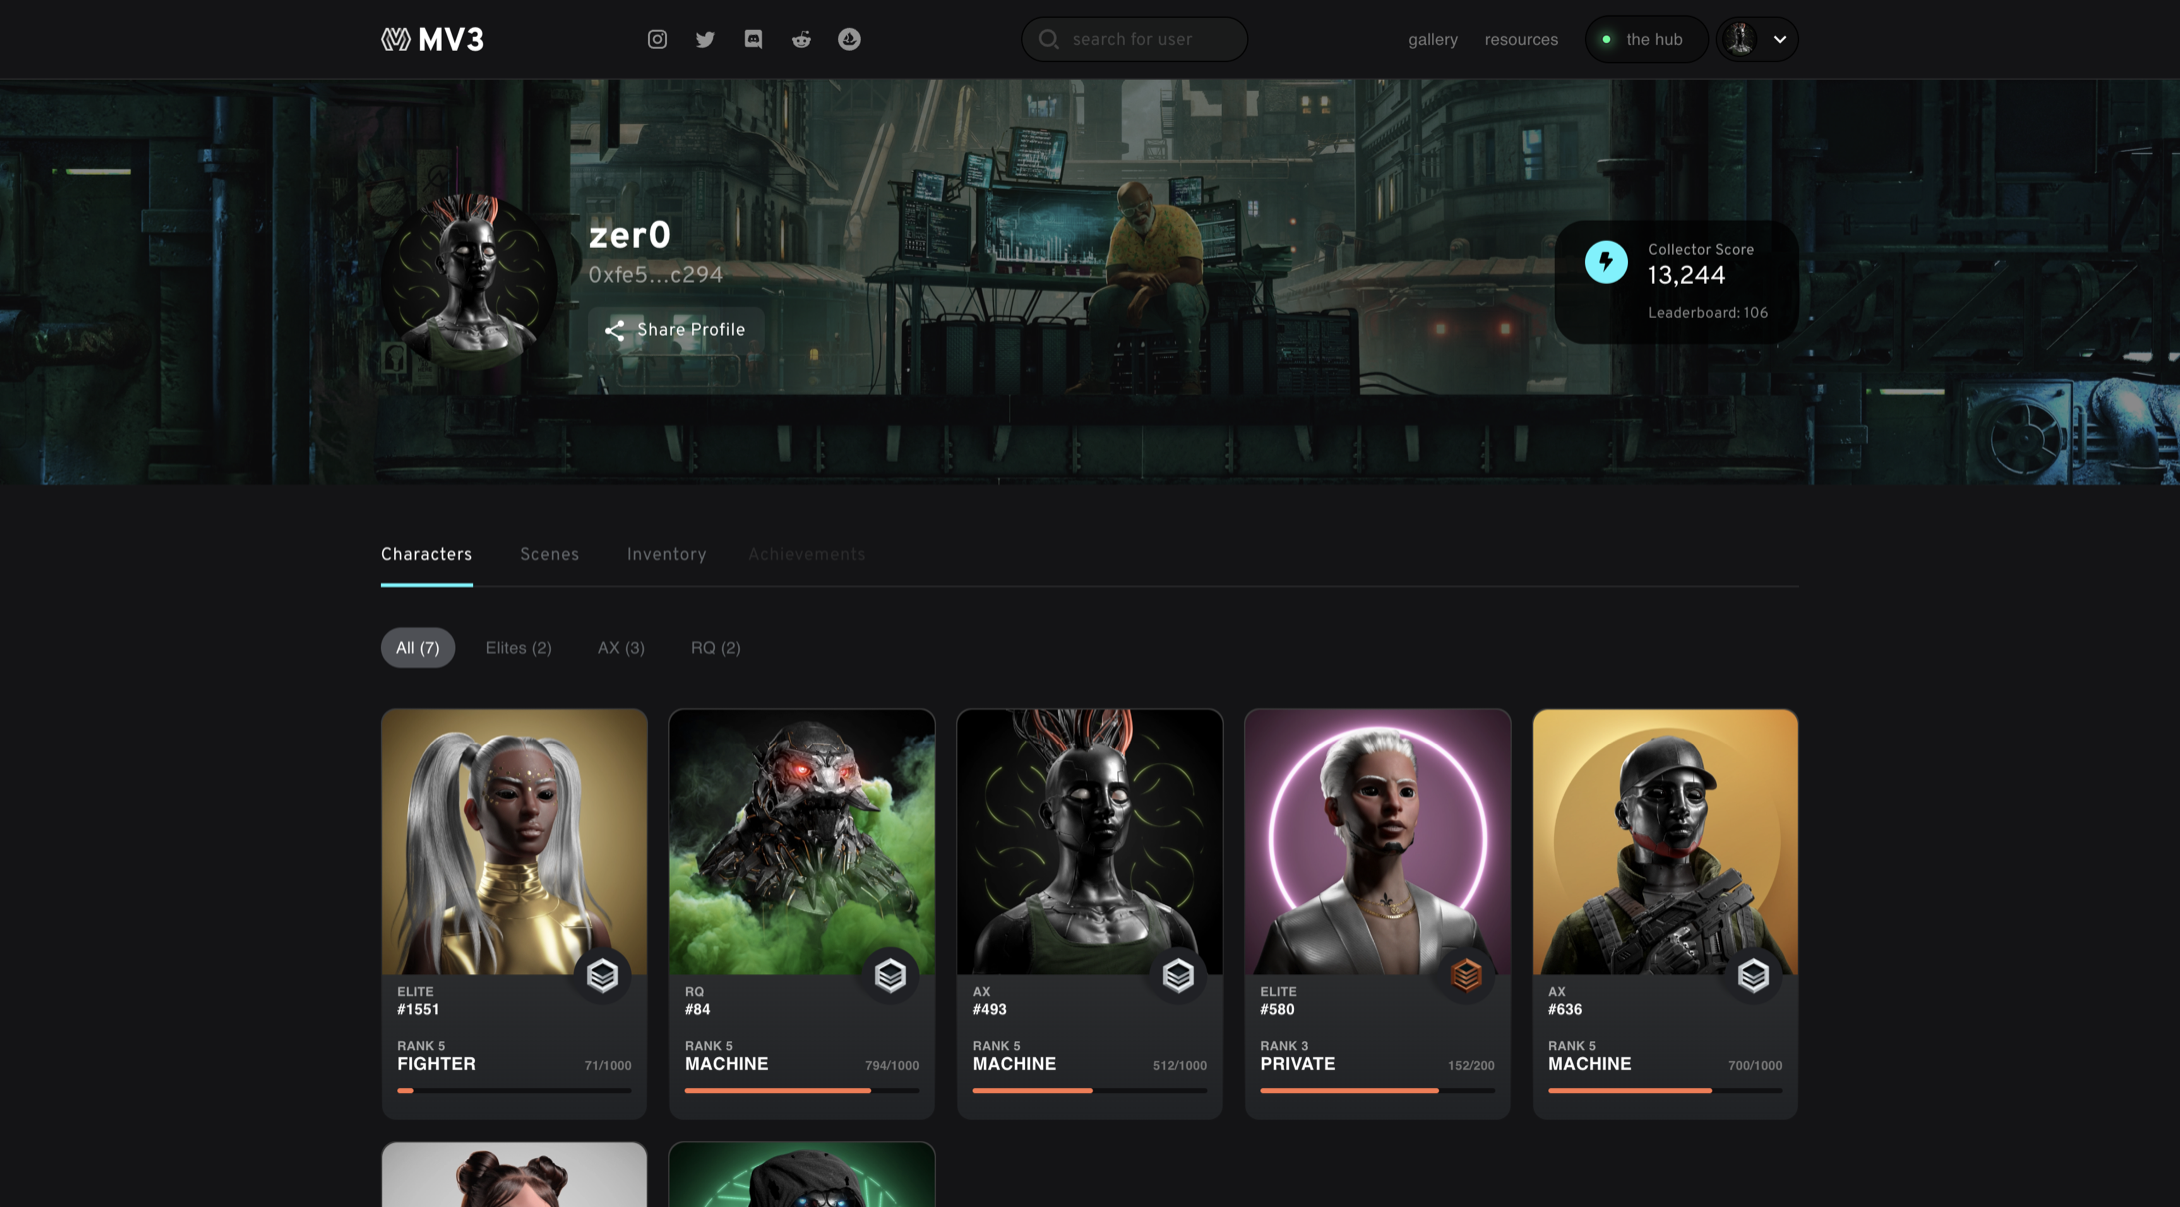 MV3
search for user
gallery
resources
the hub
zer0
0xfe5...c294
Share Profile
Collector Score
13,244
Leaderboard: 106
Characters
Scenes
Inventory
Achievements
All (7)
Elites (2)
AX (3)
RQ (2)
ELITE
#1551
RANK 5
FIGHTER
71/1000
RQ
#84
RANK 5
MACHINE
794/1000
AX
#493
RANK 5
MACHINE
512/1000
ELITE
#580
RANK 3
PRIVATE
152/200
AX
#636
RANK 5
MACHINE
700/1000